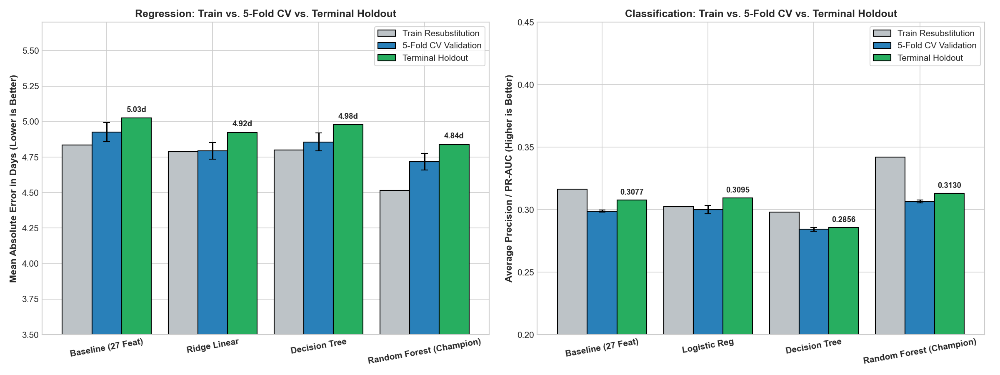 Regression: Train vs. 5-Fold CV vs. Terminal Holdout
Mean Absolute Error in Days (Lower is Better)
5.50
5.25
5.00
4.75
4.50
4.25
4.00
3.75
3.50
Train Resubstitution
5-Fold CV Validation
Terminal Holdout
5.03d
4.92d
4.98d
4.84d
Baseline (27 Feat)
Ridge Linear
Decision Tree
Random Forest (Champion)
Classification: Train vs. 5-Fold CV vs. Terminal Holdout
Average Precision / PR-AUC (Higher is Better)
0.45
0.40
0.35
0.30
0.25
0.20
Train Resubstitution
5-Fold CV Validation
Terminal Holdout
0.3077
0.3095
0.2856
0.3130
Baseline (27 Feat)
Logistic Reg
Decision Tree
Random Forest (Champion)